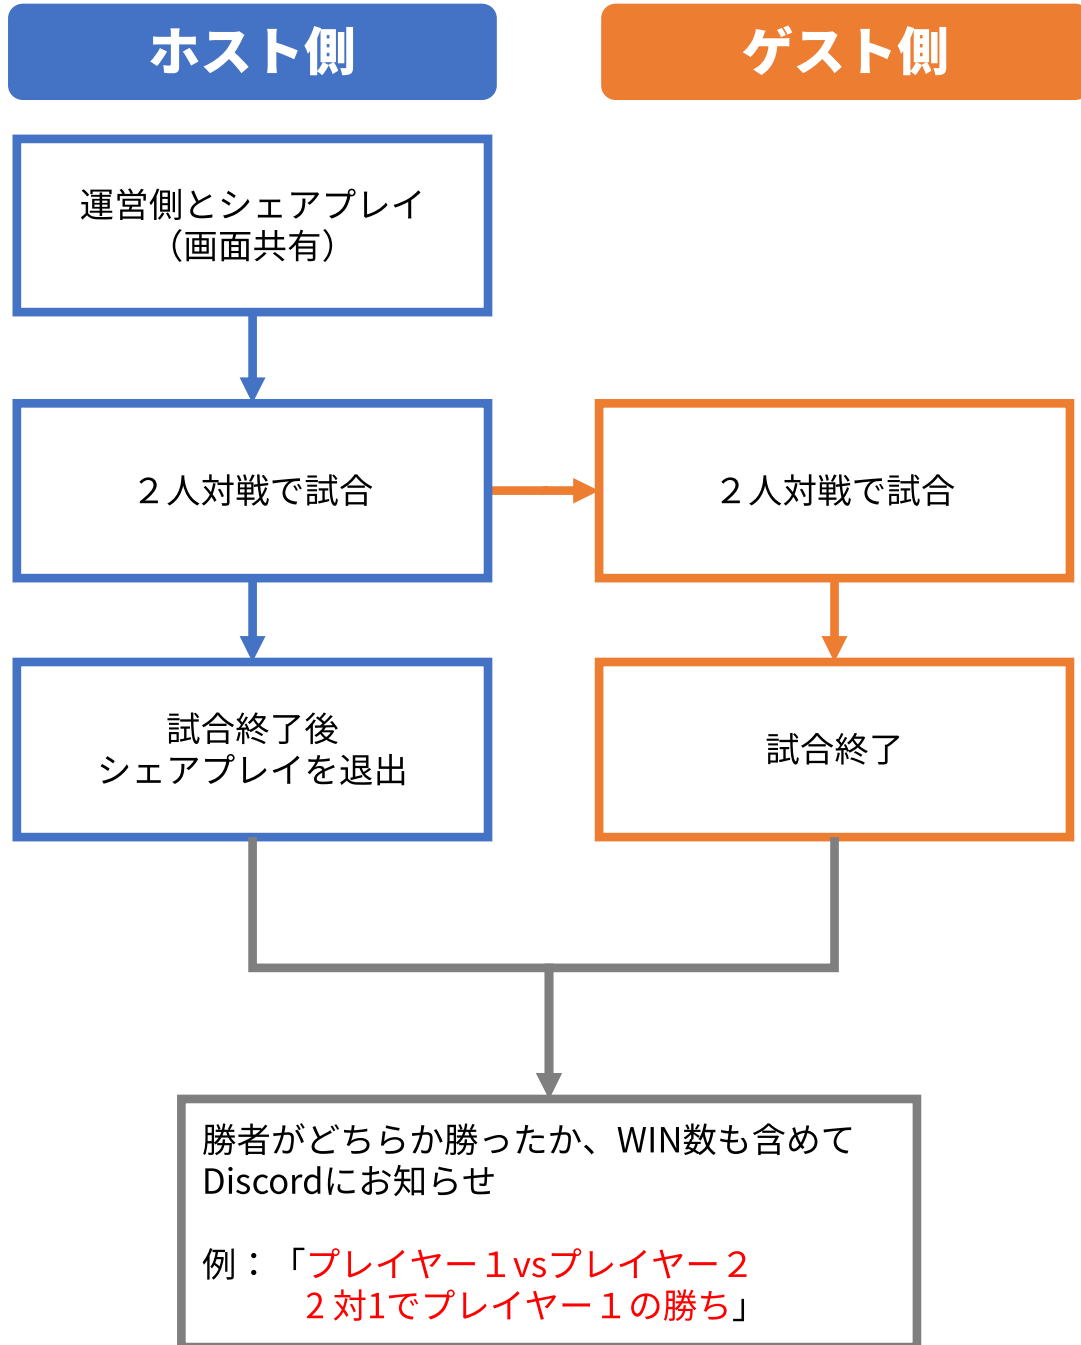 ホスト側
ゲスト側
運営側とシェアプレイ
（画面共有）
２人対戦で試合
２人対戦で試合
試合終了後
シェアプレイを退出
試合終了
勝者がどちらか勝ったか、WIN数も含めて
Discordにお知らせ
例：「プレイヤー１vsプレイヤー２
２対1でプレイヤー１の勝ち」